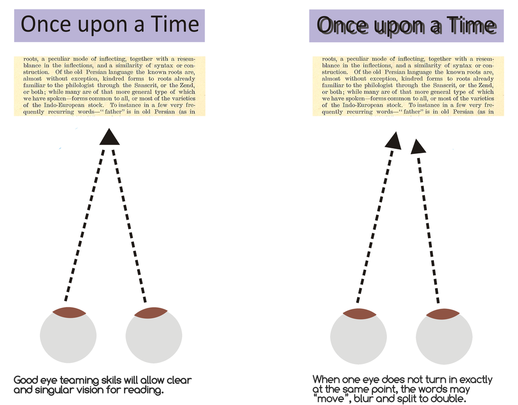 Once upon a Time
roots, a peculiar mode of inflecting, together with a resem-
blance in the inflections, and a similarity of syntax or con-
struction. Of the old Persian language the known roots are,
almost without exception, kindred forms to roots already
familiar to the philologist through the Sanscrit, or the Zend,
or both; while many are of that more general type of which
we have spoken—forms common to all, or most of the varieties
of the Indo-European stock. To instance in a few very fre-
quently recurring words—"father" is in old Persian (as in
Good eye teaming skils will allow clear
and singular vision for reading.
Once upon a Time
roots, a peculiar mode of inflecting, together with a resem-
blance in the inflections, and a similarity of syntax or con-
struction. Of the old Persian language the known roots are,
almost without exception, kindred forms to roots already
familiar to the philologist through the Sanscrit, or the Zend,
or both; while many are of that more general type of which
we have spoken—forms common to all, or most of the varieties
of the Indo-European stock. To instance in a few very fre-
quently recurring words—"father" is in old Persian (as in
When one eye does not turn in exactly
at the same point, the words may
"move", blur and split to double.